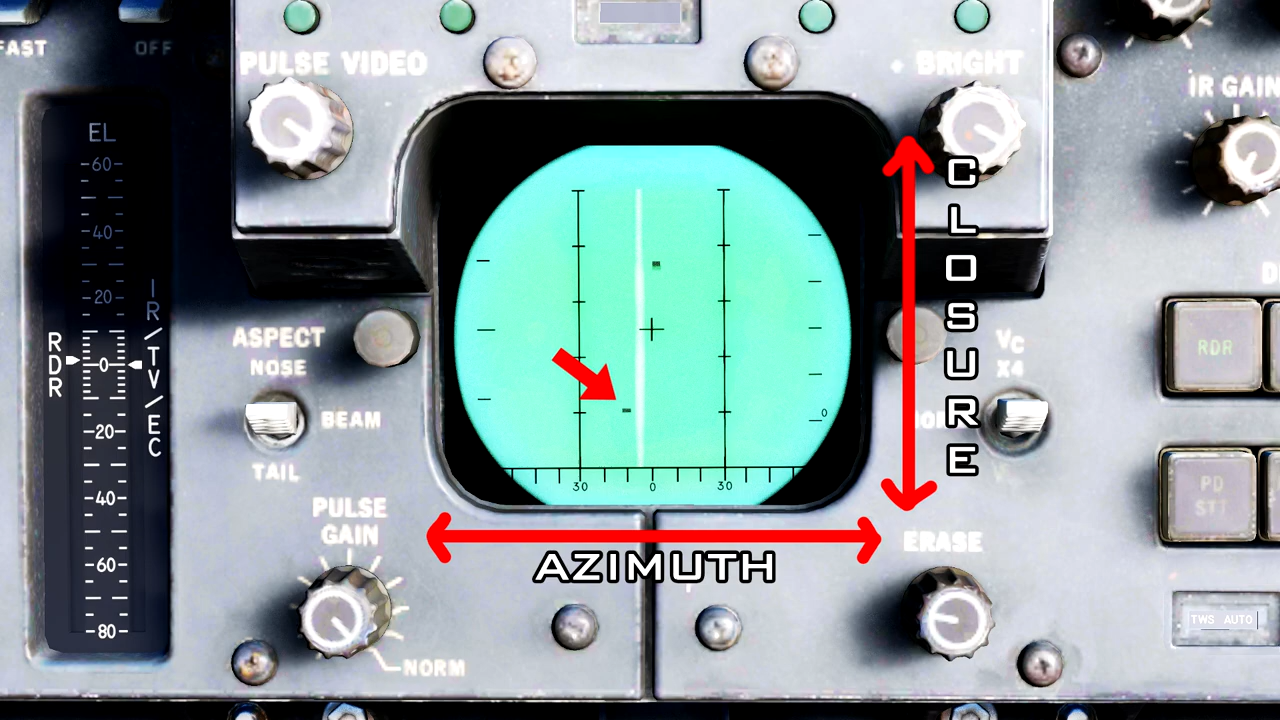 FAST
OFF
PULSE VIDEO
+ BRIGHT
IR GAIN
EL
60
40
20
0
20
40
60
80
RDR
IR/TV/EC
ASPECT
NOSE
BEAM
TAIL
PULSE
GAIN
NORM
30 0 30
0
CLOSURE
AZIMUTH
VC
X4
ERASE
RDR
PD
STT
TWS AUTO